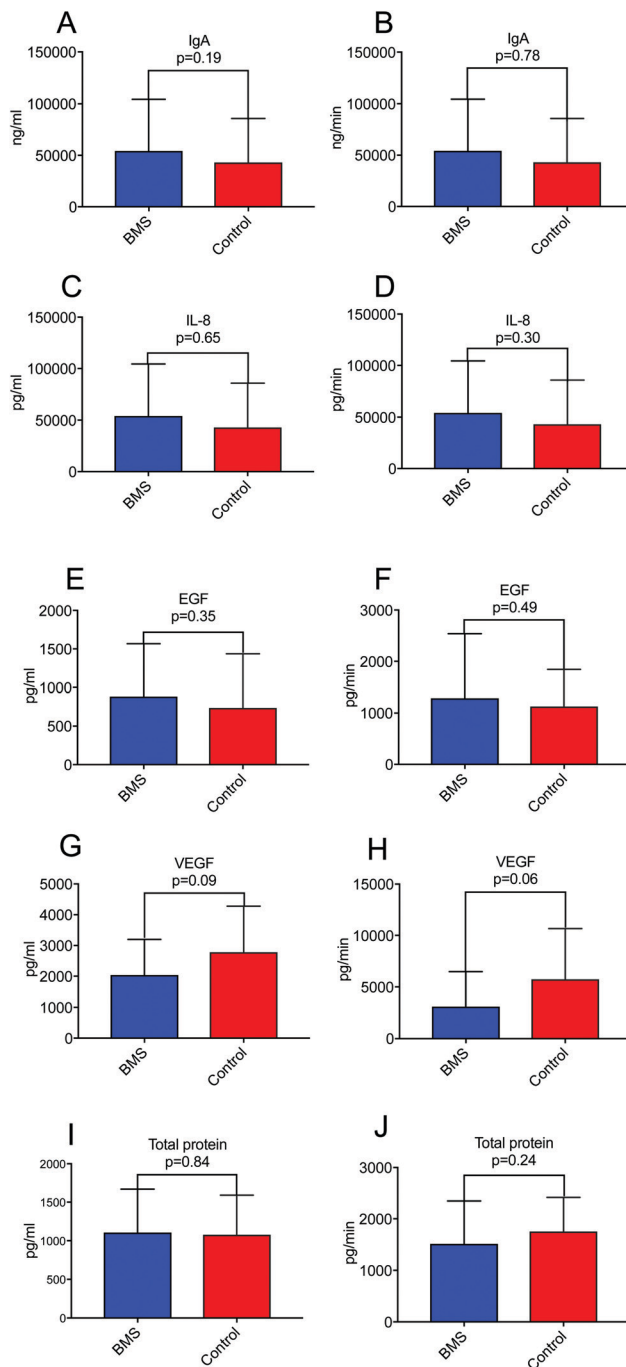 A
IgA
p=0.19
150000
100000
50000
0
ng/ml
BMS
Control
B
IgA
p=0.78
150000
100000
50000
0
ng/min
BMS
Control
C
IL-8
p=0.65
150000
100000
50000
0
pg/ml
BMS
Control
D
IL-8
p=0.30
150000
100000
50000
0
pg/min
BMS
Control
E
EGF
p=0.35
2000
1500
1000
500
0
pg/ml
BMS
Control
F
EGF
p=0.49
3000
2000
1000
0
pg/min
BMS
Control
G
VEGF
p=0.09
5000
4000
3000
2000
1000
0
pg/ml
BMS
Control
H
VEGF
p=0.06
15000
10000
5000
0
pg/min
BMS
Control
I
Total protein
p=0.84
2000
1500
1000
500
0
pg/ml
BMS
Control
J
Total protein
p=0.24
3000
2000
1000
0
pg/min
BMS
Control